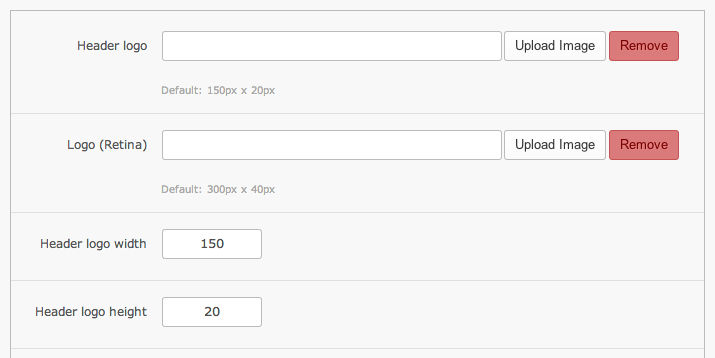 Header logo Upload Image Remove
Default: 150px x 20px
Logo (Retina) Upload Image Remove
Default: 300px x 40px
Header logo width 150
Header logo height 20